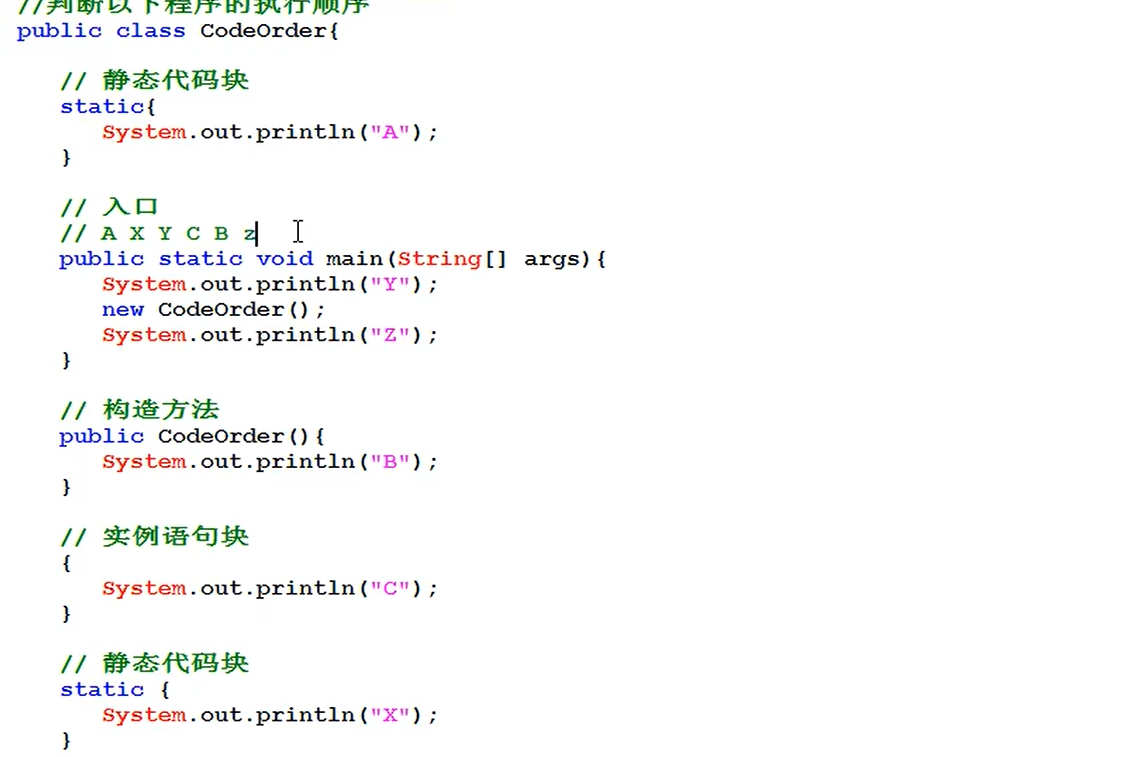 //判断以下程序的执行顺序
public class CodeOrder{
// 静态代码块
static{
System.out.println("A");
}
// 入口
// A X Y C B z
public static void main(String[] args){
System.out.println("Y");
new CodeOrder();
System.out.println("Z");
}
// 构造方法
public CodeOrder(){
System.out.println("B");
}
// 实例语句块
{
System.out.println("C");
}
// 静态代码块
static {
System.out.println("X");
}